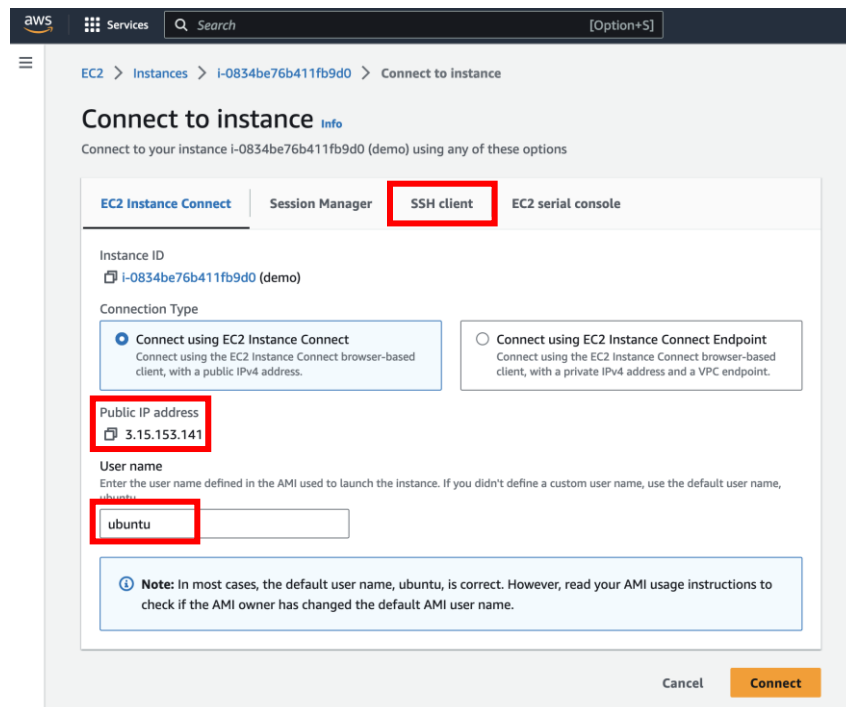 aws Services Search [Option+S]
EC2 > Instances > i-0834be76b411fb9d0 > Connect to instance
Connect to instance Info
Connect to your instance i-0834be76b411fb9d0 (demo) using any of these options
EC2 Instance Connect Session Manager SSH client EC2 serial console
Instance ID
i-0834be76b411fb9d0 (demo)
Connection Type
Connect using EC2 Instance Connect
Connect using the EC2 Instance Connect browser-based
client, with a public IPv4 address.
Connect using EC2 Instance Connect Endpoint
Connect using the EC2 Instance Connect browser-based
client, with a private IPv4 address and a VPC endpoint.
Public IP address
3.15.153.141
User name
Enter the user name defined in the AMI used to launch the instance. If you didn't define a custom user name, use the default user name,
ubuntu
ubuntu
Note: In most cases, the default user name, ubuntu, is correct. However, read your AMI usage instructions to
check if the AMI owner has changed the default AMI user name.
Cancel Connect